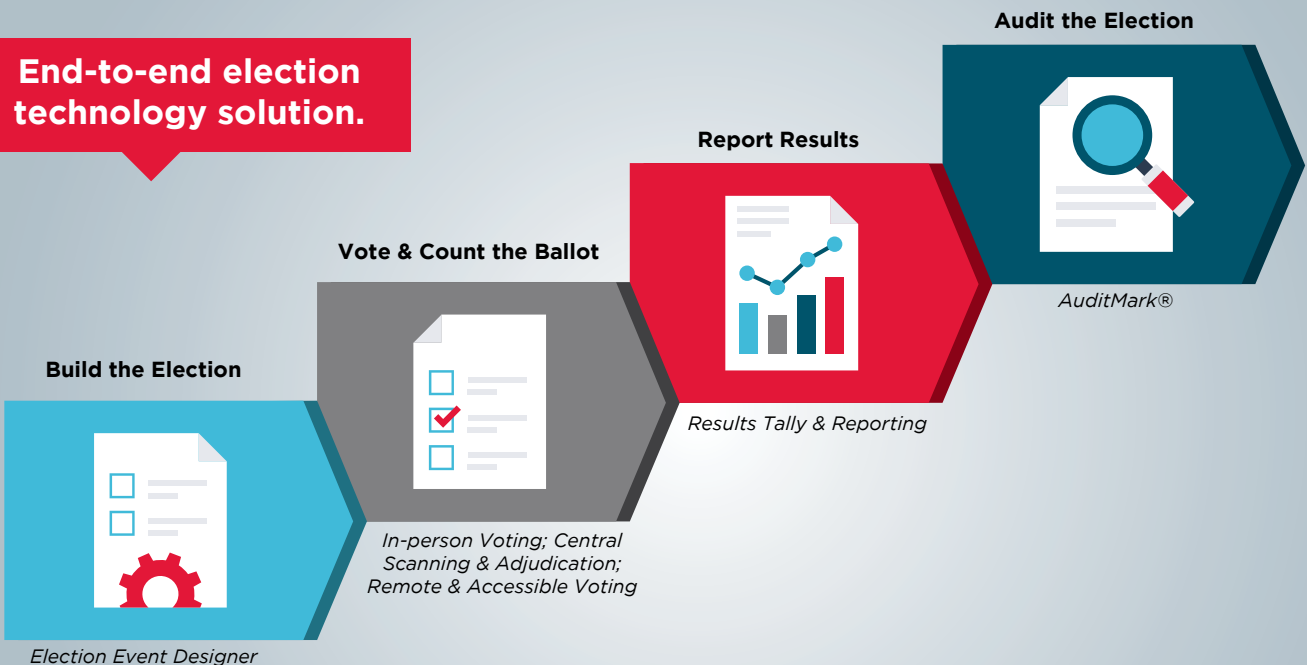 End-to-end election
technology solution.
Build the Election
Election Event Designer
Vote & Count the Ballot
In-person Voting; Central
Scanning & Adjudication;
Remote & Accessible Voting
Report Results
Results Tally & Reporting
Audit the Election
AuditMark®